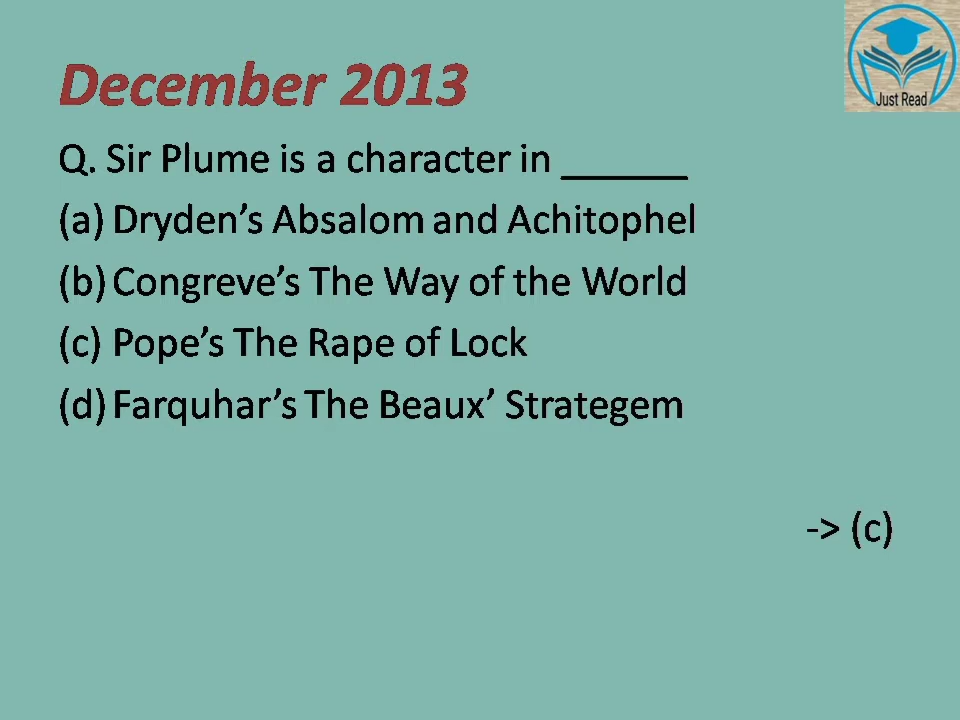 December 2013
Just Read
Q. Sir Plume is a character in ______
(a) Dryden’s Absalom and Achitophel
(b) Congreve’s The Way of the World
(c) Pope’s The Rape of Lock
(d) Farquhar’s The Beaux’ Strategem
-> (c)